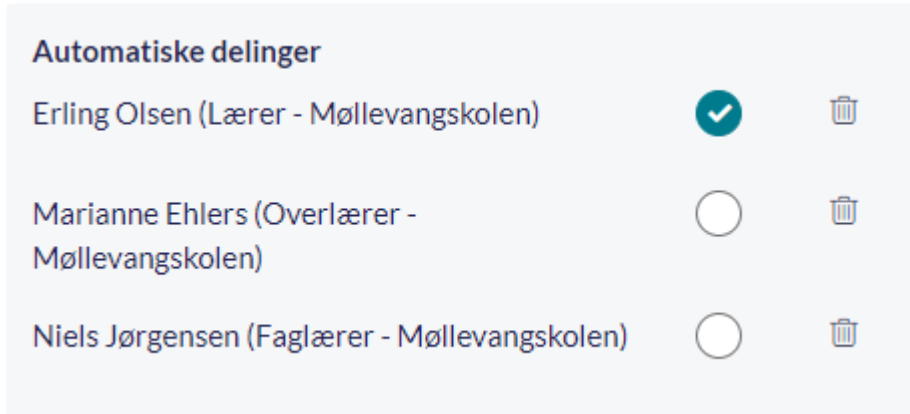 Automatiske delinger
Erling Olsen (Lærer - Møllevangskolen)
Marianne Ehlers (Overlærer -
Møllevangskolen)
Niels Jørgensen (Faglærer - Møllevangskolen)